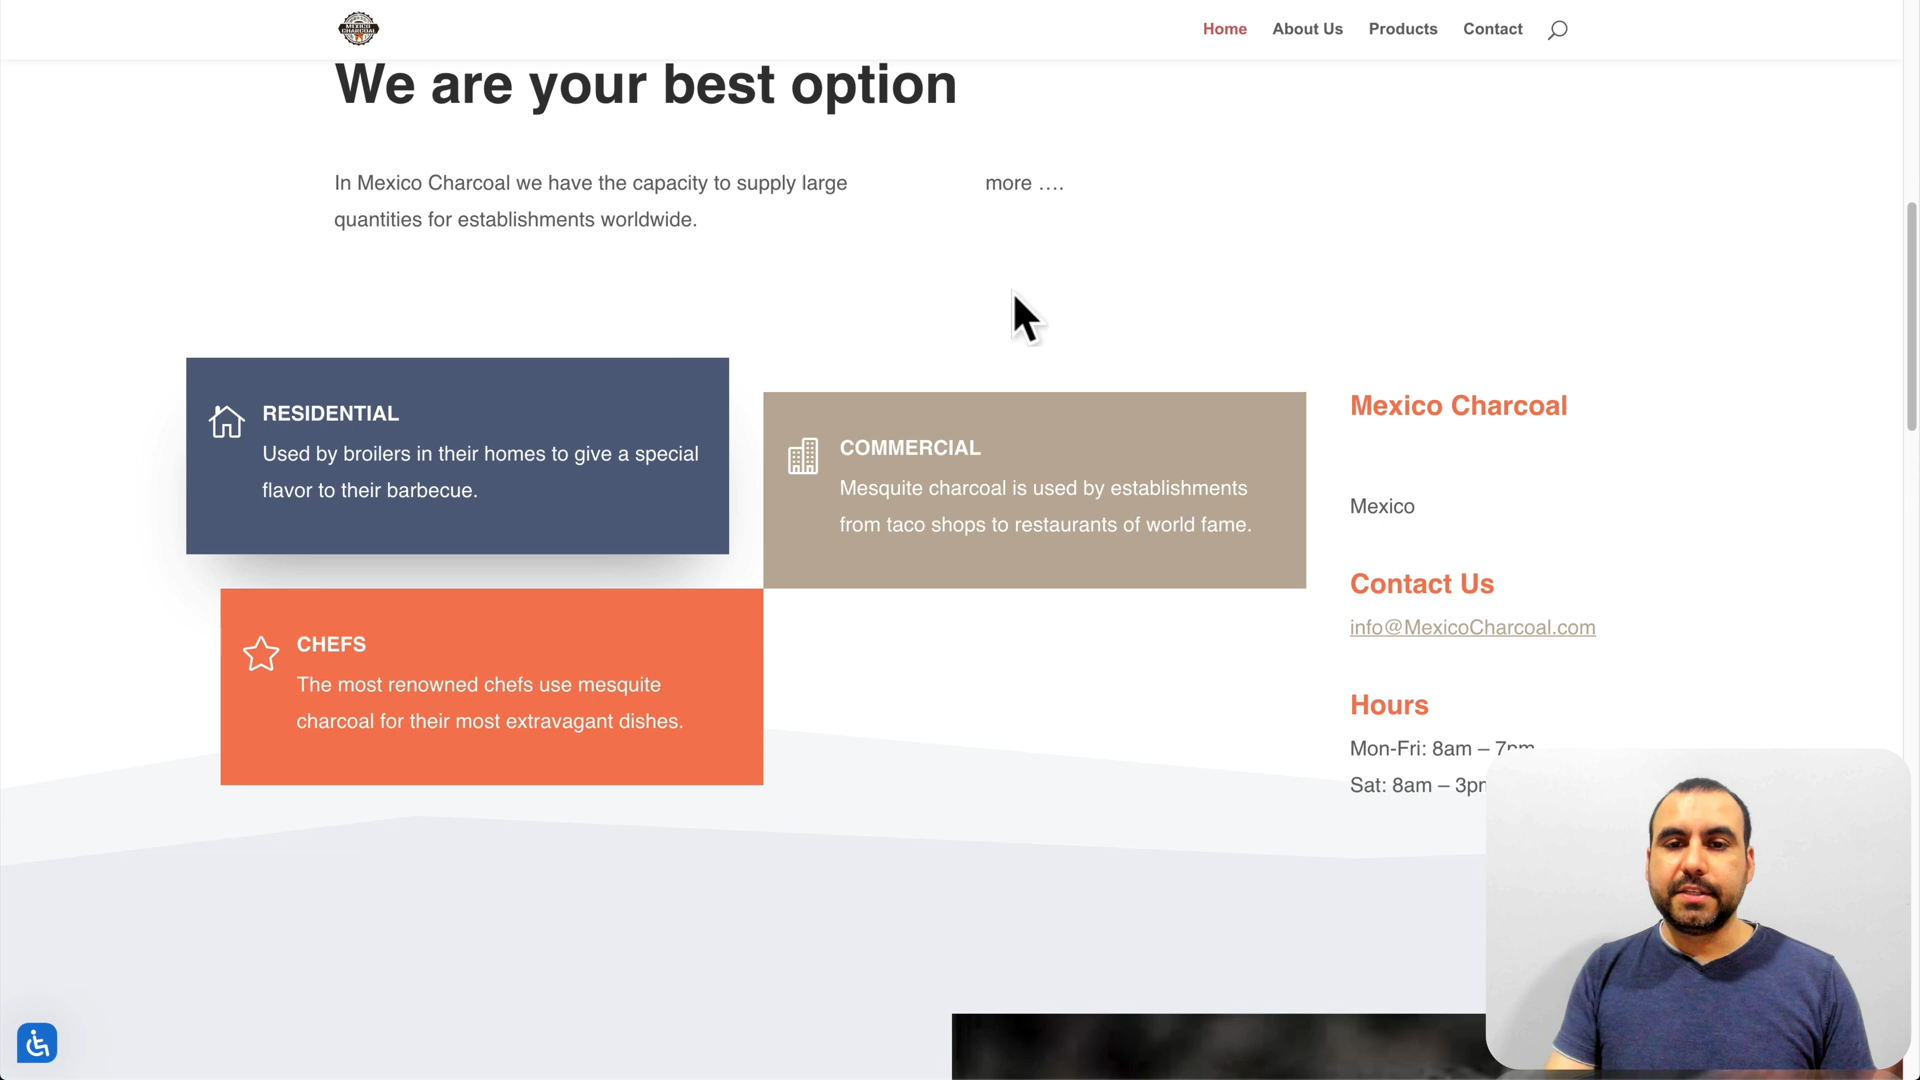 MEXICO
CHARCOAL
Home About Us Products Contact
We are your best option
In Mexico Charcoal we have the capacity to supply large
quantities for establishments worldwide.
more ….
RESIDENTIAL
Used by broilers in their homes to give a special
flavor to their barbecue.
COMMERCIAL
Mesquite charcoal is used by establishments
from taco shops to restaurants of world fame.
CHEFS
The most renowned chefs use mesquite
charcoal for their most extravagant dishes.
Mexico Charcoal
Mexico
Contact Us
info@MexicoCharcoal.com
Hours
Mon-Fri: 8am – 7pm
Sat: 8am – 3pm